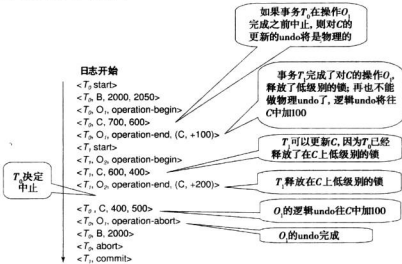 如果事务T₀在操作O₁
完成之前中止, 则对C的
更新的undo将是物理的
日志开始
<T₀ start>
<T₀, B, 2000, 2050>
<T₀, O₁, operation-begin>
<T₀, C, 700, 600>
<T₀, O₁, operation-end, (C, +100)>
<T₁ start>
<T₁, O₂, operation-begin>
<T₁, C, 600, 400>
<T₁, O₂, operation-end, (C, +200)>
<T₀, C, 400, 500>
<T₀, O₁, operation-abort>
<T₀, B, 2000>
<T₀, abort>
<T₁, commit>
事务T₀完成了对C的操作O₁,
释放了低级别的锁; 再也不能
做物理undo了, 逻辑undo将往
C中加100
T₁可以更新C, 因为T₀已经
释放了在C上低级别的锁
T₁释放在C上低级别的锁
O₁的逻辑undo往C中加100
O₁的undo完成
T₀决定
中止